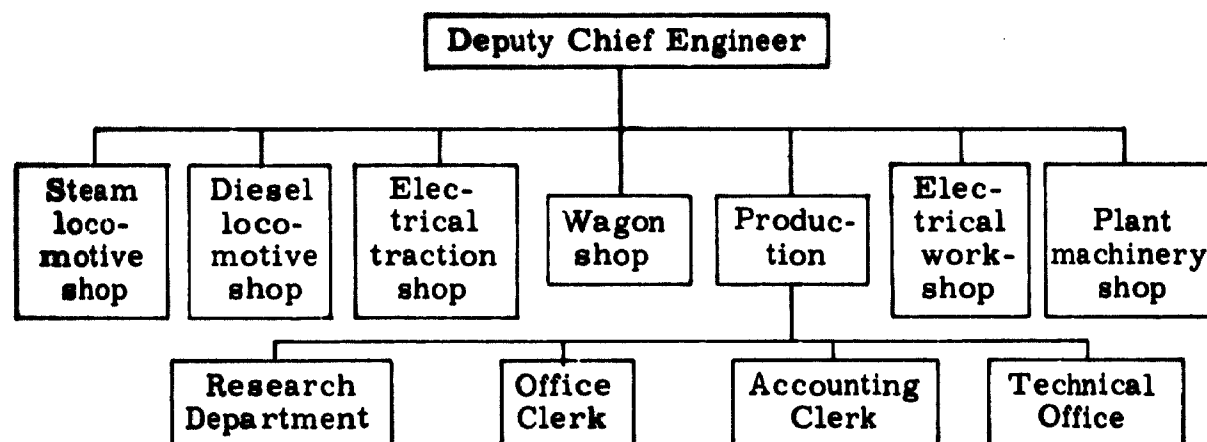 Deputy Chief Engineer
Steam
loco-
motive
shop
Diesel
loco-
motive
shop
Elec-
trical
traction
shop
Wagon
shop
Produc-
tion
Elec-
trical
work-
shop
Plant
machinery
shop
Research
Department
Office
Clerk
Accounting
Clerk
Technical
Office